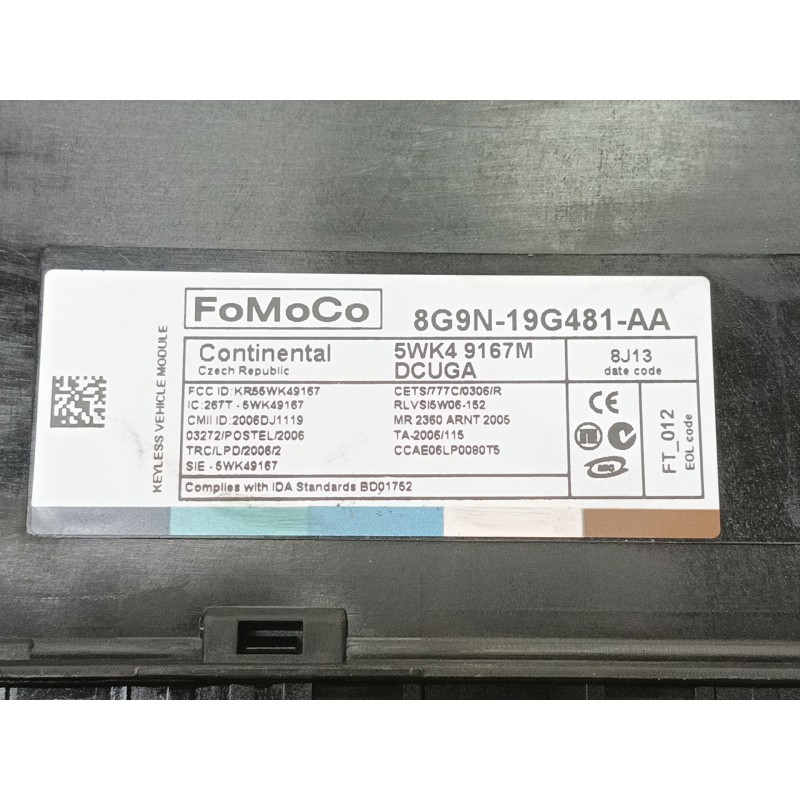 FoMoCo
8G9N-19G481-AA
KEYLESS VEHICLE MODULE
Continental
Czech Republic
5WK4 9167M
DCUGA
8J13
date code
FCC ID: KR55WK49167
IC: 267T - 5WK49167
CMII ID: 2006DJ1119
03272/POSTEL/2006
TRC/LPD/2006/2
SIE - 5WK49167
CETS/777C/0306/R
RLVSI5W06-152
MR 2360 ARNT 2005
TA-2006/115
CCAE06LP0080T5
Complies with IDA Standards BD01752
CE
FT_012
EOL code